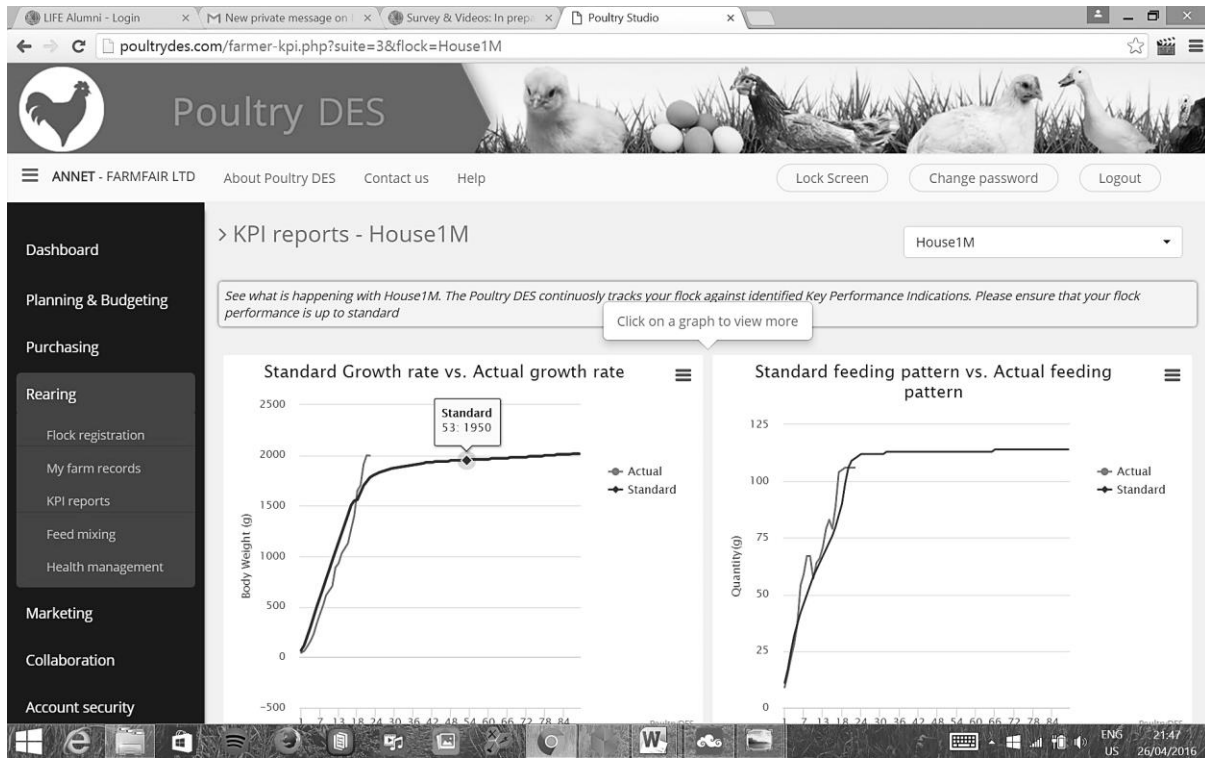 LIFE Alumni - Login
New private message on
Survey & Videos: In prepa
Poultry Studio
poultrydes.com/farmer-kpi.php?suite=3&flock=House1M
Poultry DES
ANNET - FARMFAIR LTD
About Poultry DES
Contact us
Help
Lock Screen
Change password
Logout
Dashboard
Planning & Budgeting
Purchasing
Rearing
Flock registration
My farm records
KPI reports
Feed mixing
Health management
Marketing
Collaboration
Account security
> KPI reports - House1M
House1M
See what is happening with House1M. The Poultry DES continuosly tracks your flock against identified Key Performance Indications. Please ensure that your flock
performance is up to standard
Click on a graph to view more
Standard Growth rate vs. Actual growth rate
2500
2000
1500
1000
500
0
-500
Body Weight (g)
Standard
53: 1950
Actual
Standard
1 7 13 18 24 30 36 42 48 54 60 66 72 78 84
PoultryDES
Standard feeding pattern vs. Actual feeding
pattern
125
100
75
50
25
0
Quantity(g)
Actual
Standard
1 7 13 18 24 30 36 42 48 54 60 66 72 78 84
PoultryDES
ENG
US
21:47
26/04/2016